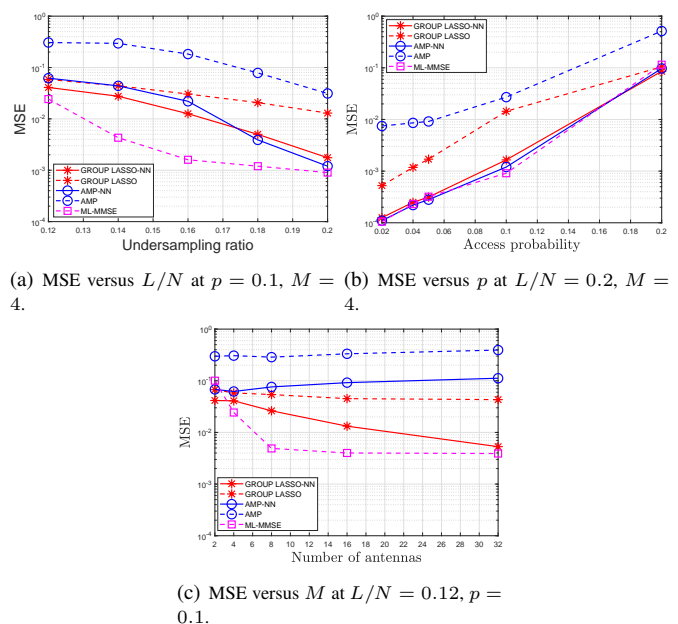 10^0
10^-1
10^-2
10^-3
10^-4
MSE
GROUP LASSO-NN
GROUP LASSO
AMP-NN
AMP
ML-MMSE
0.12 0.13 0.14 0.15 0.16 0.17 0.18 0.19 0.2
Undersampling ratio
(a) MSE versus L/N at p = 0.1, M =
4.
10^0
10^-1
10^-2
10^-3
10^-4
MSE
GROUP LASSO-NN
GROUP LASSO
AMP-NN
AMP
ML-MMSE
0.02 0.04 0.06 0.08 0.1 0.12 0.14 0.16 0.18 0.2
Access probability
(b) MSE versus p at L/N = 0.2, M =
4.
10^0
10^-1
10^-2
10^-3
10^-4
MSE
GROUP LASSO-NN
GROUP LASSO
AMP-NN
AMP
ML-MMSE
2 4 6 8 10 12 14 16 18 20 22 24 26 28 30 32
Number of antennas
(c) MSE versus M at L/N = 0.12, p =
0.1.